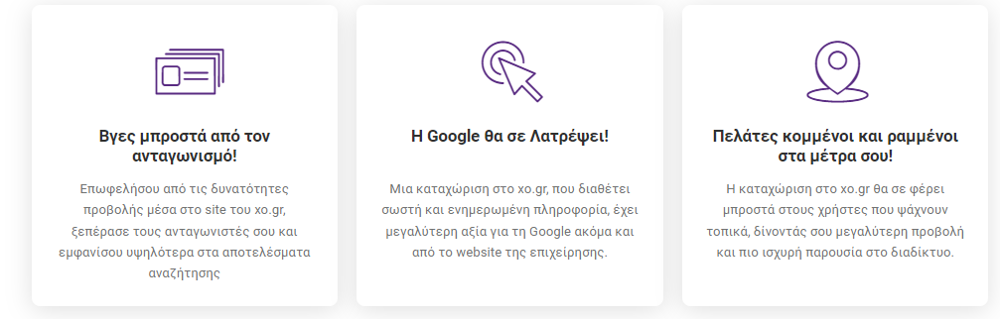 Βγες μπροστά από τον
ανταγωνισμό!
Επωφελήσου από τις δυνατότητες
προβολής μέσα στο site του xo.gr,
ξεπέρασε τους ανταγωνιστές σου και
εμφανίσου υψηλότερα στα αποτελέσματα
αναζήτησης
Η Google θα σε Λατρέψει!
Μια καταχώριση στο xo.gr, που διαθέτει
σωστή και ενημερωμένη πληροφορία, έχει
μεγαλύτερη αξία για τη Google ακόμα και
από το website της επιχείρησης.
Πελάτες κομμένοι και ραμμένοι
στα μέτρα σου!
Η καταχώριση στο xo.gr θα σε φέρει
μπροστά στους χρήστες που ψάχνουν
τοπικά, δίνοντάς σου μεγαλύτερη προβολή
και πιο ισχυρή παρουσία στο διαδίκτυο.